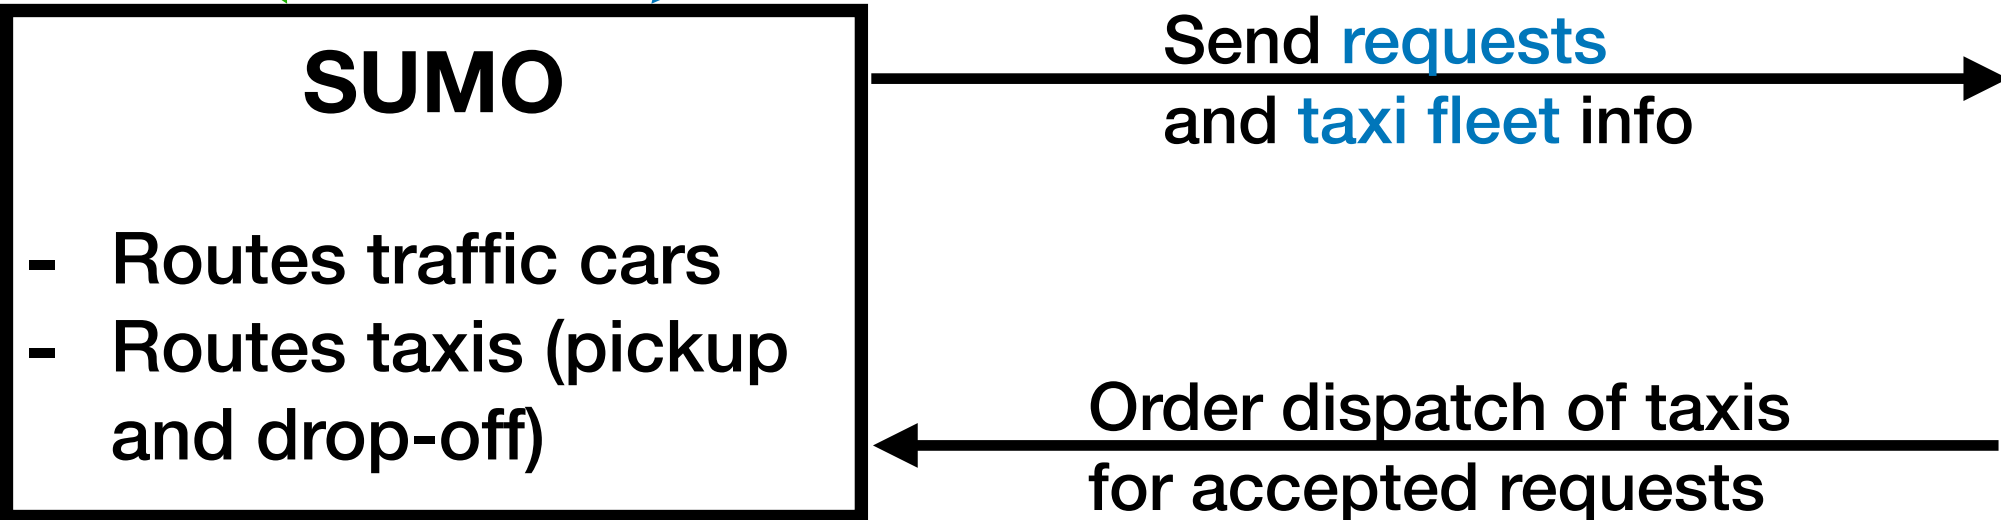 SUMO
- Routes traffic cars
- Routes taxis (pickup
and drop-off)
Send requests
and taxi fleet info
Order dispatch of taxis
for accepted requests